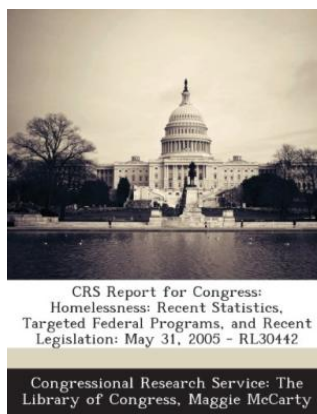 CRS Report for Congress:
Homelessness: Recent Statistics,
Targeted Federal Programs, and Recent
Legislation: May 31, 2005 - RL30442
Congressional Research Service: The
Library of Congress, Maggie McCarty